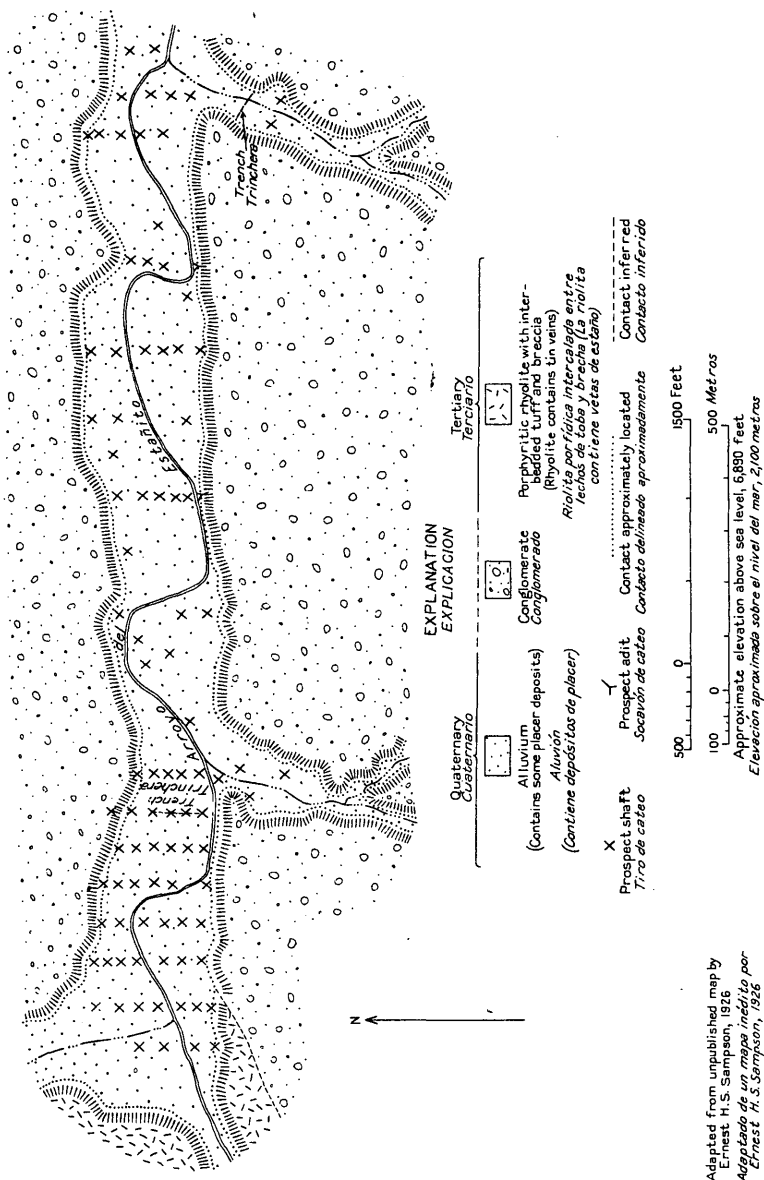 Arroyo del Estañito
Trench
Trinchera
Trench
Trinchera
N
EXPLANATION
EXPLICACION
Quaternary
Cuaternario
Tertiary
Terciario
Alluvium
(Contains some placer deposits)
Aluvión
(Contiene depósitos de placer)
Conglomerate
Conglomerado
Porphyritic rhyolite with inter-
bedded tuff and breccia
(Rhyolite contains tin veins)
Riolita porfídica intercalada entre
lechos de toba y brecha (La riolita
contiene vetas de estaño)
X
Prospect shaft
Tiro de cateo
Prospect adit
Socavón de cateo
Contact approximately located
Contacto delineado aproximadamente
Contact inferred
Contacto inferido
500 0 1500 Feet
100 0 500 Metros
Approximate elevation above sea level, 6,890 feet
Elevación aproximada sobre el nivel del mar, 2,100 metros
Adapted from unpublished map by
Ernest H.S. Sampson, 1926
Adaptado de un mapa inédito por
Ernest H.S. Sampson, 1926